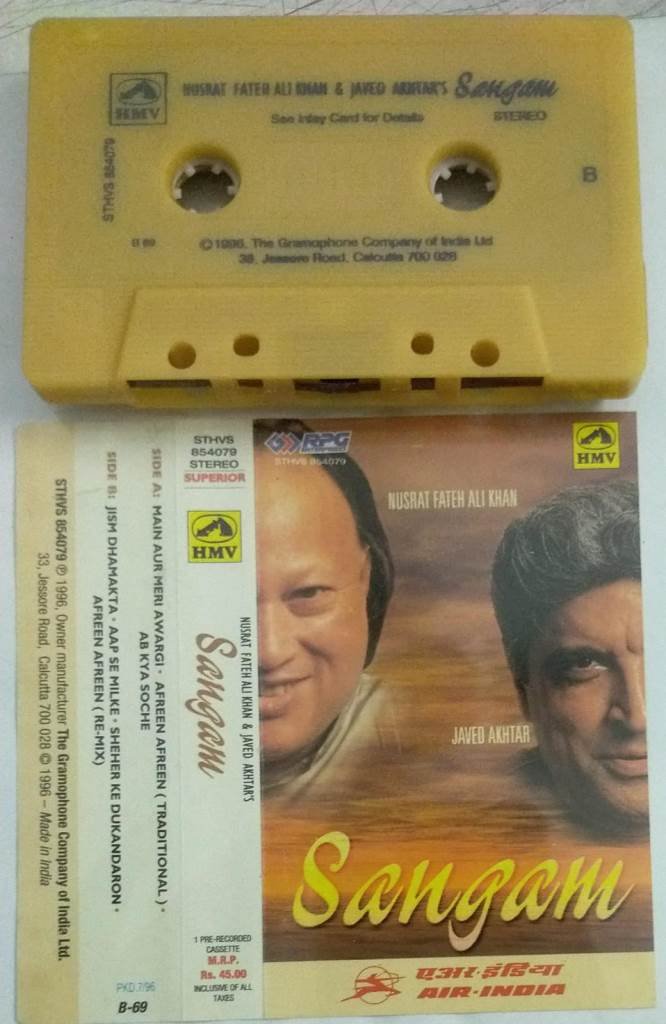 HMV
NUSRAT FATEH ALI KHAN & JAVED AKHTAR'S Sangam
See Inlay Card for Details
STEREO
STHVS 854079
B
B 69
©1996, The Gramophone Company of India Ltd
33, Jessore Road, Calcutta 700 028
STHVS
854079
STEREO
SUPERIOR
HMV
NUSRAT FATEH ALI KHAN & JAVED AKHTAR'S
Sangam
1 PRE-RECORDED
CASSETTE
M.R.P.
Rs. 45.00
INCLUSIVE OF ALL
TAXES
SIDE A: MAIN AUR MERI AWARGI • AFREEN AFREEN ( TRADITIONAL ) •
AB KYA SOCHE
SIDE B: JISM DHAMAKTA • AAP SE MILKE • SHEHER KE DUKANDARON •
AFREEN AFREEN ( RE-MIX)
PKD.7/96
B-69
STHVS 854079 ℗ 1996, Owner manufacturer The Gramophone Company of India Ltd.
33, Jessore Road, Calcutta 700 028 © 1996 – Made in India
RPG
STHVS 854079
HMV
NUSRAT FATEH ALI KHAN
JAVED AKHTAR
Sangam
एअर-इंडिया
AIR-INDIA